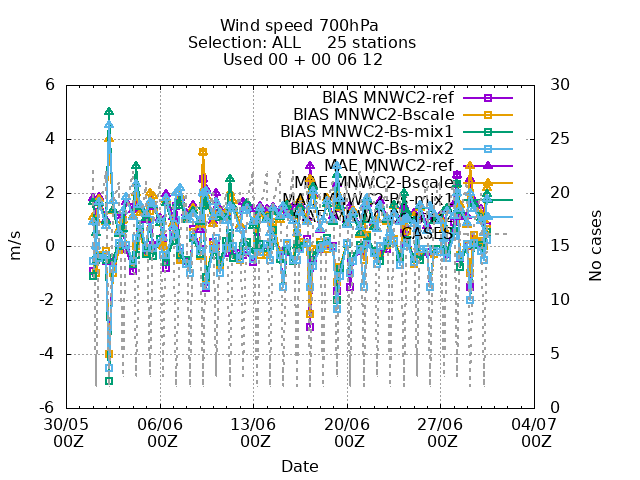 Wind speed 700hPa
Selection: ALL 25 stations
Used 00 + 00 06 12
BIAS MNWC2-ref
BIAS MNWC2-Bscale
BIAS MNWC2-Bs-mix1
BIAS MNWC-Bs-mix2
MAE MNWC2-ref
MAE MNWC2-Bscale
CASES
6
4
2
0
-2
-4
-6
m/s
30
25
20
15
10
5
0
No cases
30/05 06/06 13/06 20/06 27/06 04/07
00Z 00Z 00Z 00Z 00Z 00Z
Date